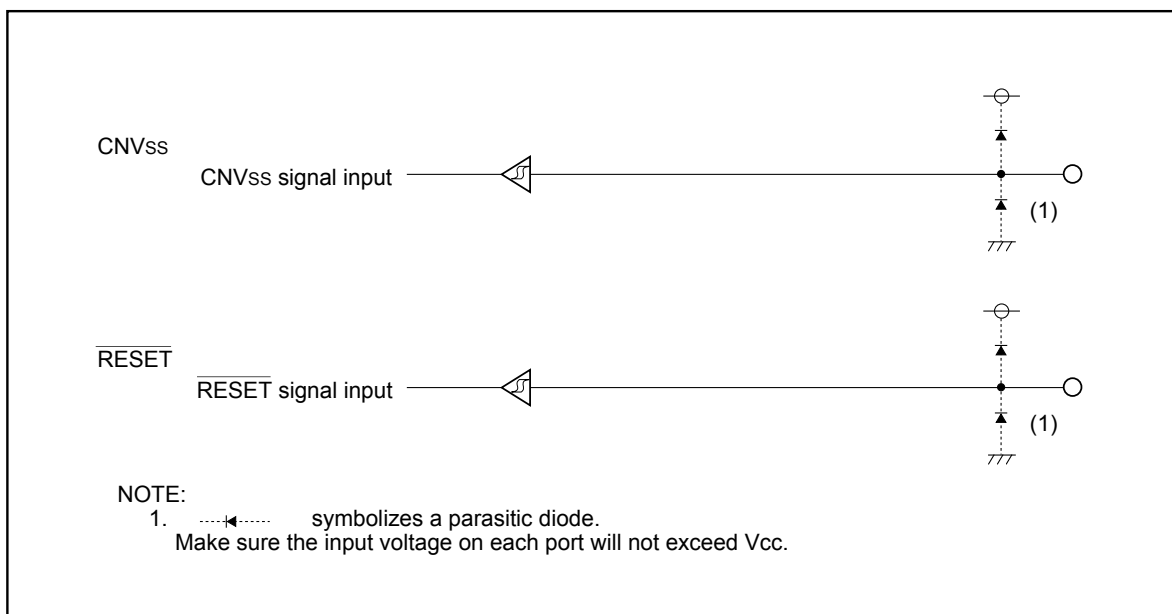 CNVss
CNVss signal input
(1)
RESET
RESET signal input
(1)
NOTE:
1. symbolizes a parasitic diode.
Make sure the input voltage on each port will not exceed Vcc.